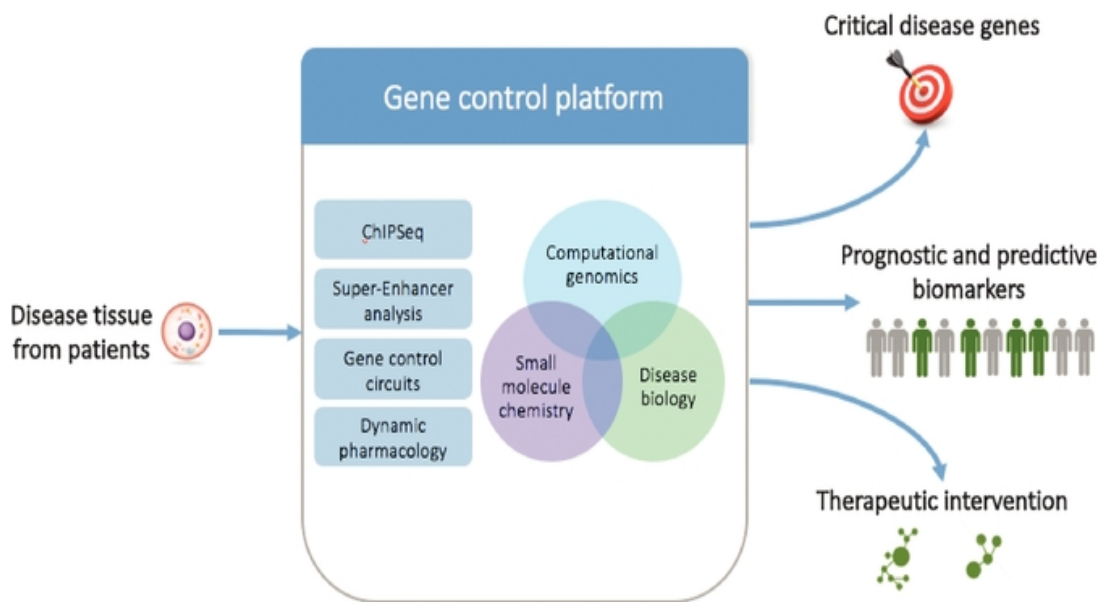 Critical disease genes
Gene control platform
ChIPSeq
Super-Enhancer
analysis
Gene control
circuits
Dynamic
pharmacology
Computational
genomics
Small
molecule
chemistry
Disease
biology
Disease tissue
from patients
Prognostic and predictive
biomarkers
Therapeutic intervention